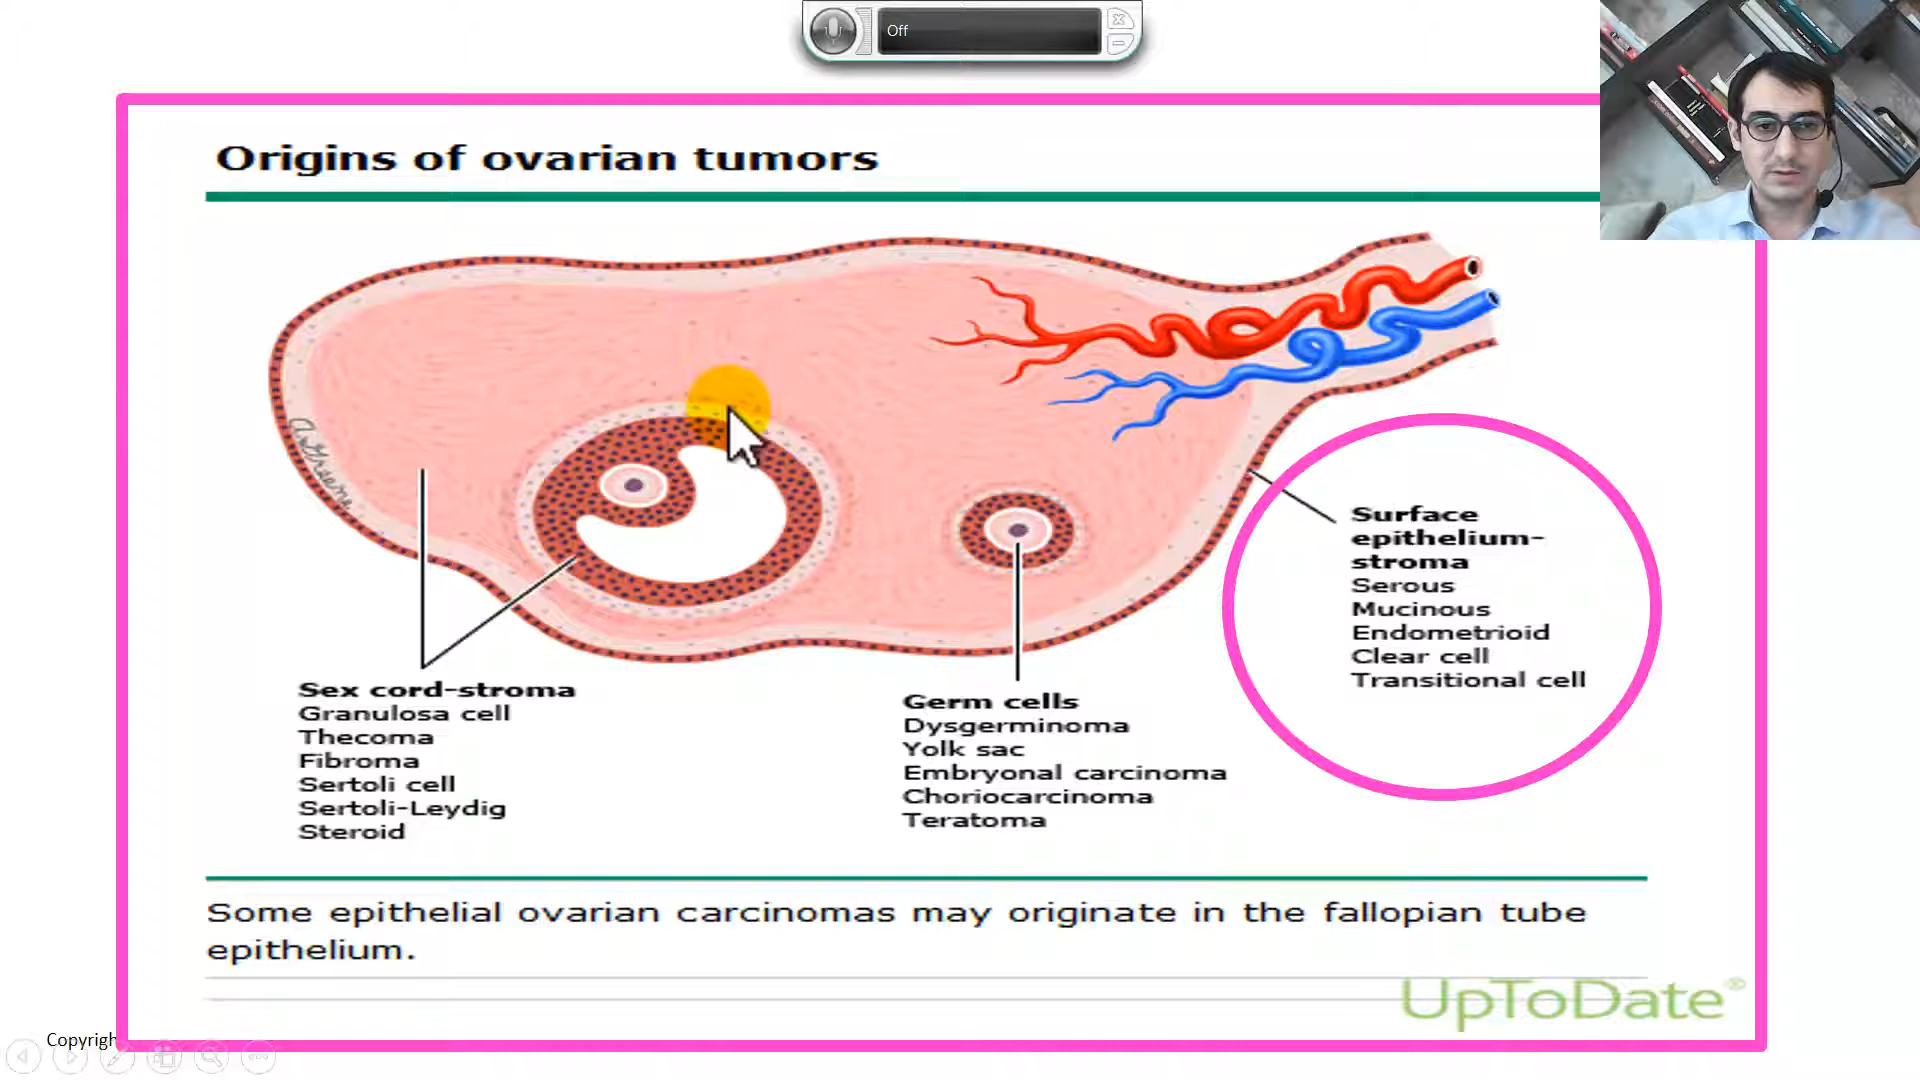 Off
Origins of ovarian tumors
A. Greene
Surface
epithelium-
stroma
Serous
Mucinous
Endometrioid
Clear cell
Transitional cell
Sex cord-stroma
Granulosa cell
Thecoma
Fibroma
Sertoli cell
Sertoli-Leydig
Steroid
Germ cells
Dysgerminoma
Yolk sac
Embryonal carcinoma
Choriocarcinoma
Teratoma
Some epithelial ovarian carcinomas may originate in the fallopian tube
epithelium.
UpToDate®
Copyrigh